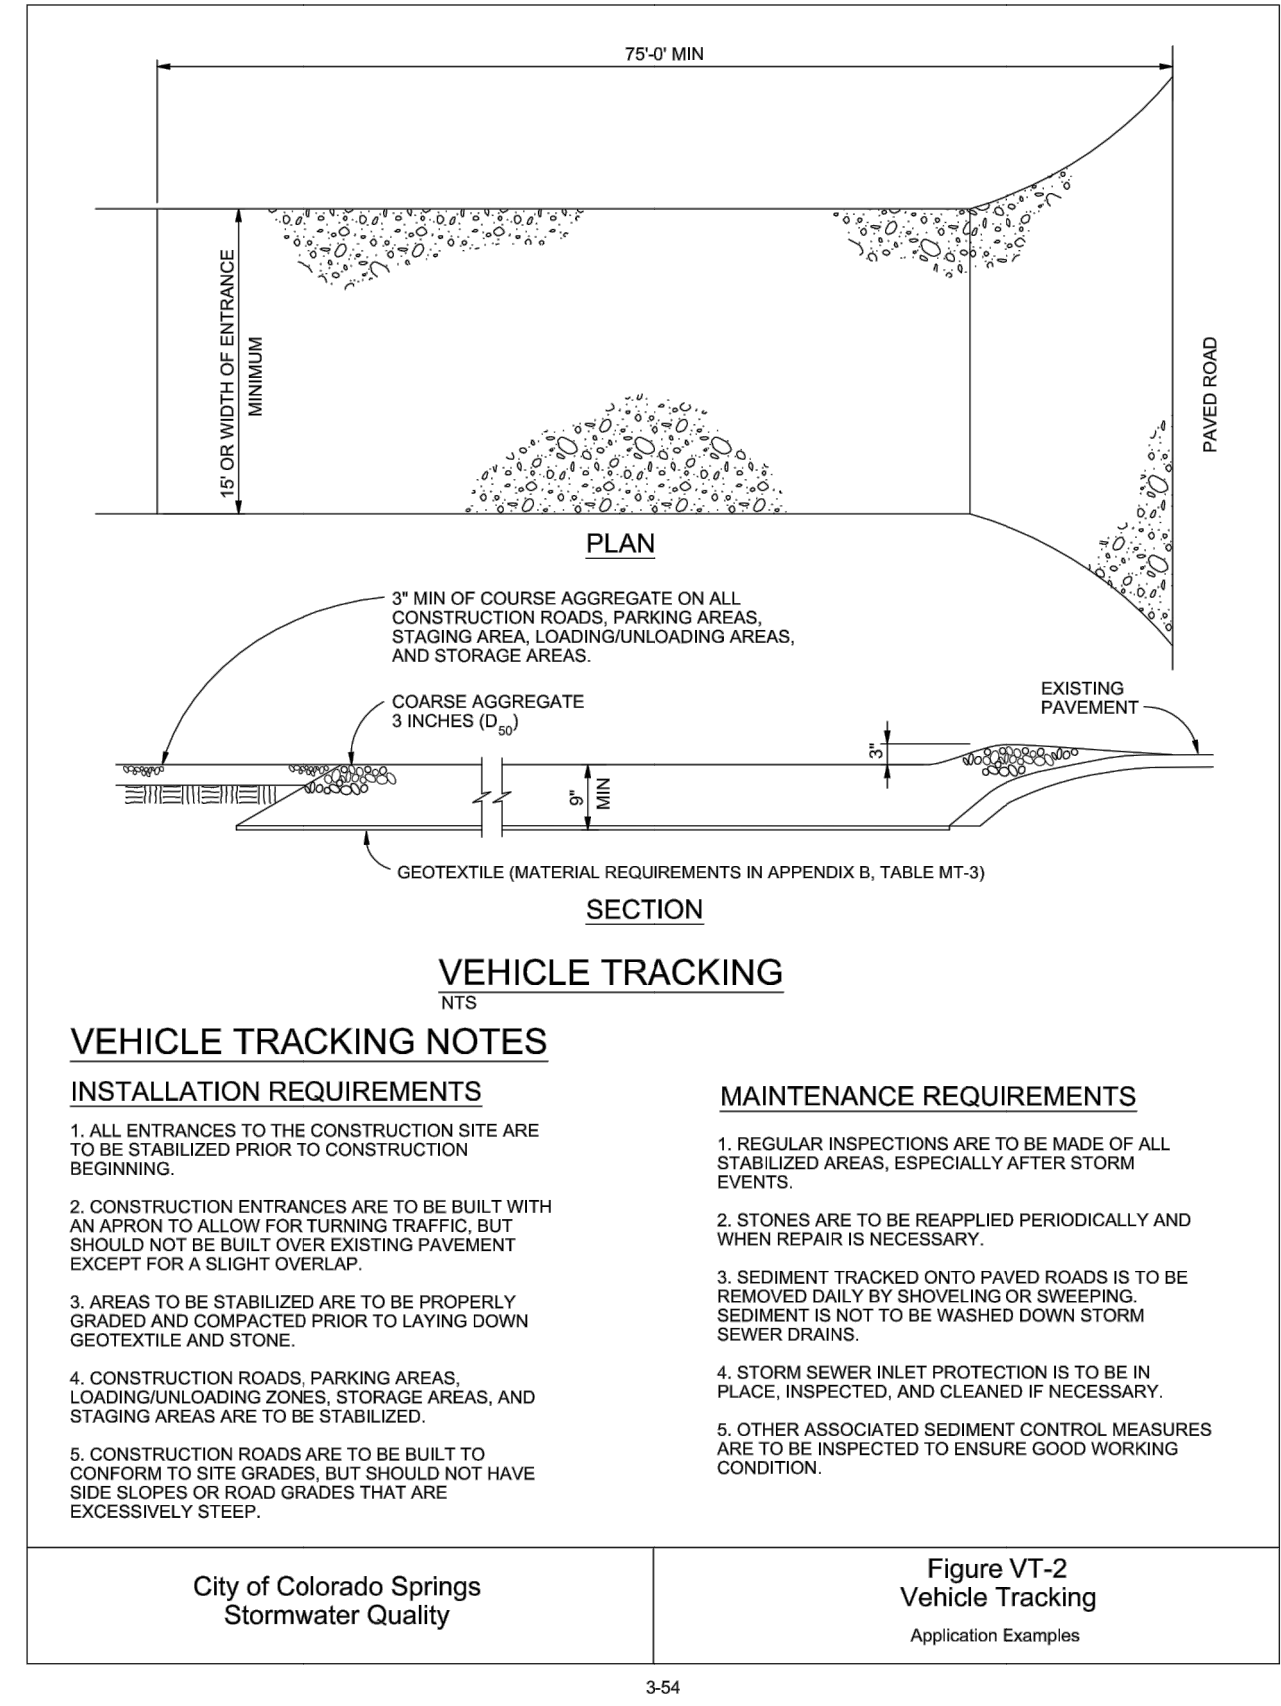 75'-0' MIN
15' OR WIDTH OF ENTRANCE
MINIMUM
PAVED ROAD
PLAN
3" MIN OF COURSE AGGREGATE ON ALL
CONSTRUCTION ROADS, PARKING AREAS,
STAGING AREA, LOADING/UNLOADING AREAS,
AND STORAGE AREAS.
COARSE AGGREGATE
3 INCHES (D50)
EXISTING
PAVEMENT
3"
9"
MIN
GEOTEXTILE (MATERIAL REQUIREMENTS IN APPENDIX B, TABLE MT-3)
SECTION
VEHICLE TRACKING
NTS
VEHICLE TRACKING NOTES
INSTALLATION REQUIREMENTS
1. ALL ENTRANCES TO THE CONSTRUCTION SITE ARE
TO BE STABILIZED PRIOR TO CONSTRUCTION
BEGINNING.
2. CONSTRUCTION ENTRANCES ARE TO BE BUILT WITH
AN APRON TO ALLOW FOR TURNING TRAFFIC, BUT
SHOULD NOT BE BUILT OVER EXISTING PAVEMENT
EXCEPT FOR A SLIGHT OVERLAP.
3. AREAS TO BE STABILIZED ARE TO BE PROPERLY
GRADED AND COMPACTED PRIOR TO LAYING DOWN
GEOTEXTILE AND STONE.
4. CONSTRUCTION ROADS, PARKING AREAS,
LOADING/UNLOADING ZONES, STORAGE AREAS, AND
STAGING AREAS ARE TO BE STABILIZED.
5. CONSTRUCTION ROADS ARE TO BE BUILT TO
CONFORM TO SITE GRADES, BUT SHOULD NOT HAVE
SIDE SLOPES OR ROAD GRADES THAT ARE
EXCESSIVELY STEEP.
MAINTENANCE REQUIREMENTS
1. REGULAR INSPECTIONS ARE TO BE MADE OF ALL
STABILIZED AREAS, ESPECIALLY AFTER STORM
EVENTS.
2. STONES ARE TO BE REAPPLIED PERIODICALLY AND
WHEN REPAIR IS NECESSARY.
3. SEDIMENT TRACKED ONTO PAVED ROADS IS TO BE
REMOVED DAILY BY SHOVELING OR SWEEPING.
SEDIMENT IS NOT TO BE WASHED DOWN STORM
SEWER DRAINS.
4. STORM SEWER INLET PROTECTION IS TO BE IN
PLACE, INSPECTED, AND CLEANED IF NECESSARY.
5. OTHER ASSOCIATED SEDIMENT CONTROL MEASURES
ARE TO BE INSPECTED TO ENSURE GOOD WORKING
CONDITION.
City of Colorado Springs
Stormwater Quality
Figure VT-2
Vehicle Tracking
Application Examples
3-54